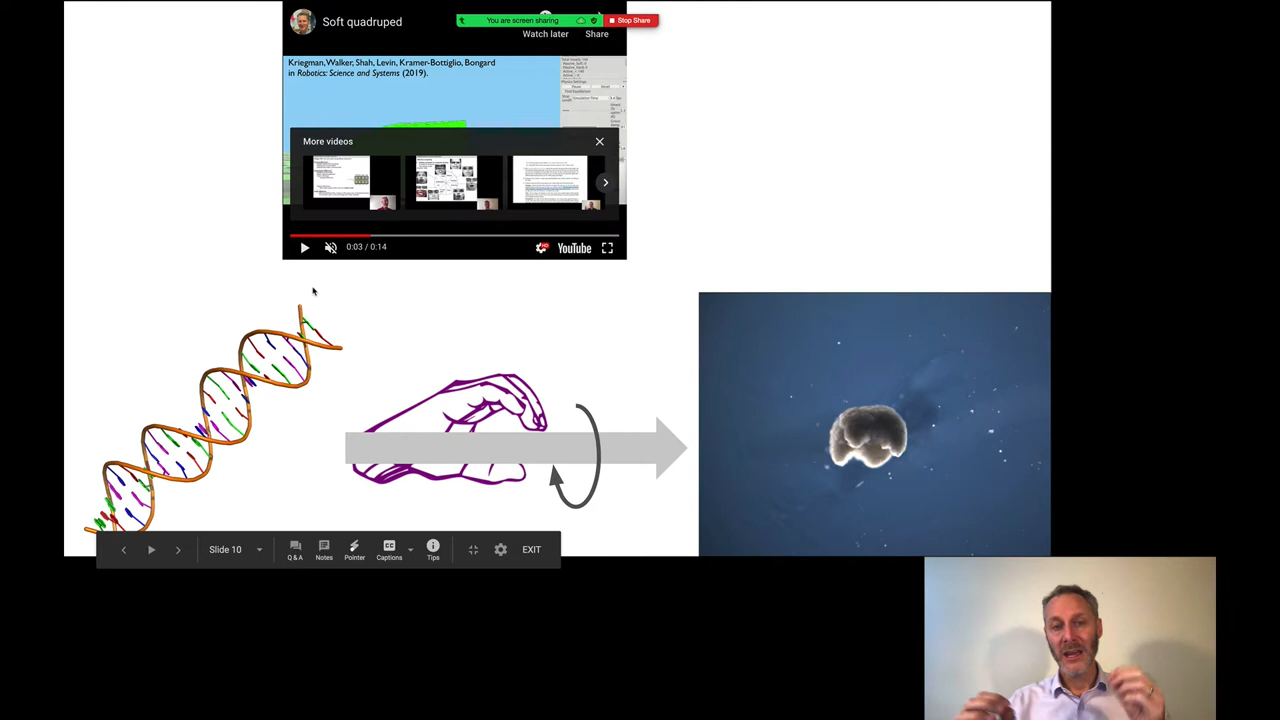 Soft quadruped
You are screen sharing
Stop Share
Watch later
Share
Kriegman, Walker, Shah, Levin, Kramer-Bottiglio, Bongard
in Robotics: Science and Systems (2019).
More videos
0:03 / 0:14
HD
YouTube
Slide 10
Q & A
Notes
Pointer
Captions
Tips
EXIT